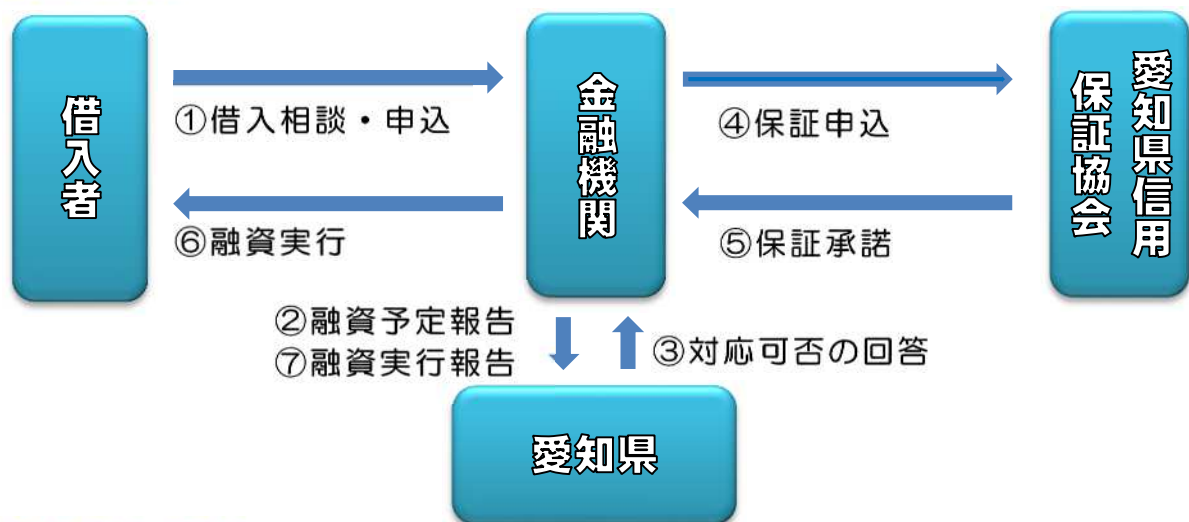 借入者
①借入相談・申込
⑥融資実行
金融機関
④保証申込
⑤保証承諾
愛知県信用
保証協会
②融資予定報告
⑦融資実行報告
③対応可否の回答
愛知県